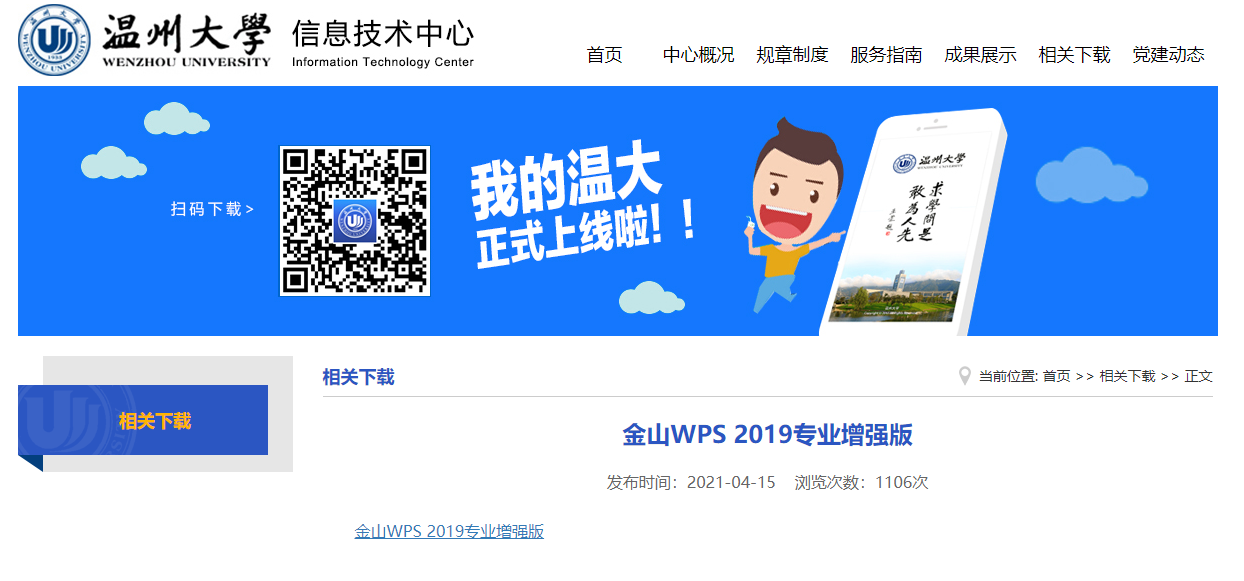 温州大學
WENZHOU UNIVERSITY
信息技术中心
Information Technology Center
首页 中心概况 规章制度 服务指南 成果展示 相关下载 党建动态
扫码下载>
我的温大
正式上线啦！！
温州大学
求學問是
敢為人先
相关下载
相关下载
当前位置: 首页 >> 相关下载 >> 正文
金山WPS 2019专业增强版
发布时间：2021-04-15 浏览次数：1106次
金山WPS 2019专业增强版